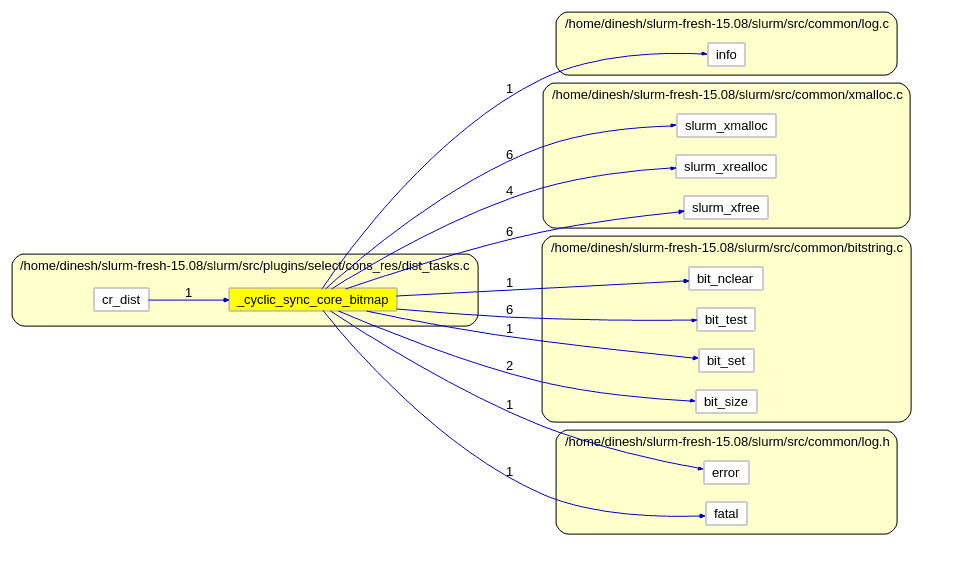 /home/dinesh/slurm-fresh-15.08/slurm/src/common/log.c
info
1
/home/dinesh/slurm-fresh-15.08/slurm/src/common/xmalloc.c
slurm_xmalloc
6
slurm_xrealloc
4
slurm_xfree
6
/home/dinesh/slurm-fresh-15.08/slurm/src/common/bitstring.c
/home/dinesh/slurm-fresh-15.08/slurm/src/plugins/select/cons_res/dist_tasks.c
cr_dist
1
_cyclic_sync_core_bitmap
1
bit_nclear
6
bit_test
1
bit_set
2
bit_size
1
/home/dinesh/slurm-fresh-15.08/slurm/src/common/log.h
error
1
fatal